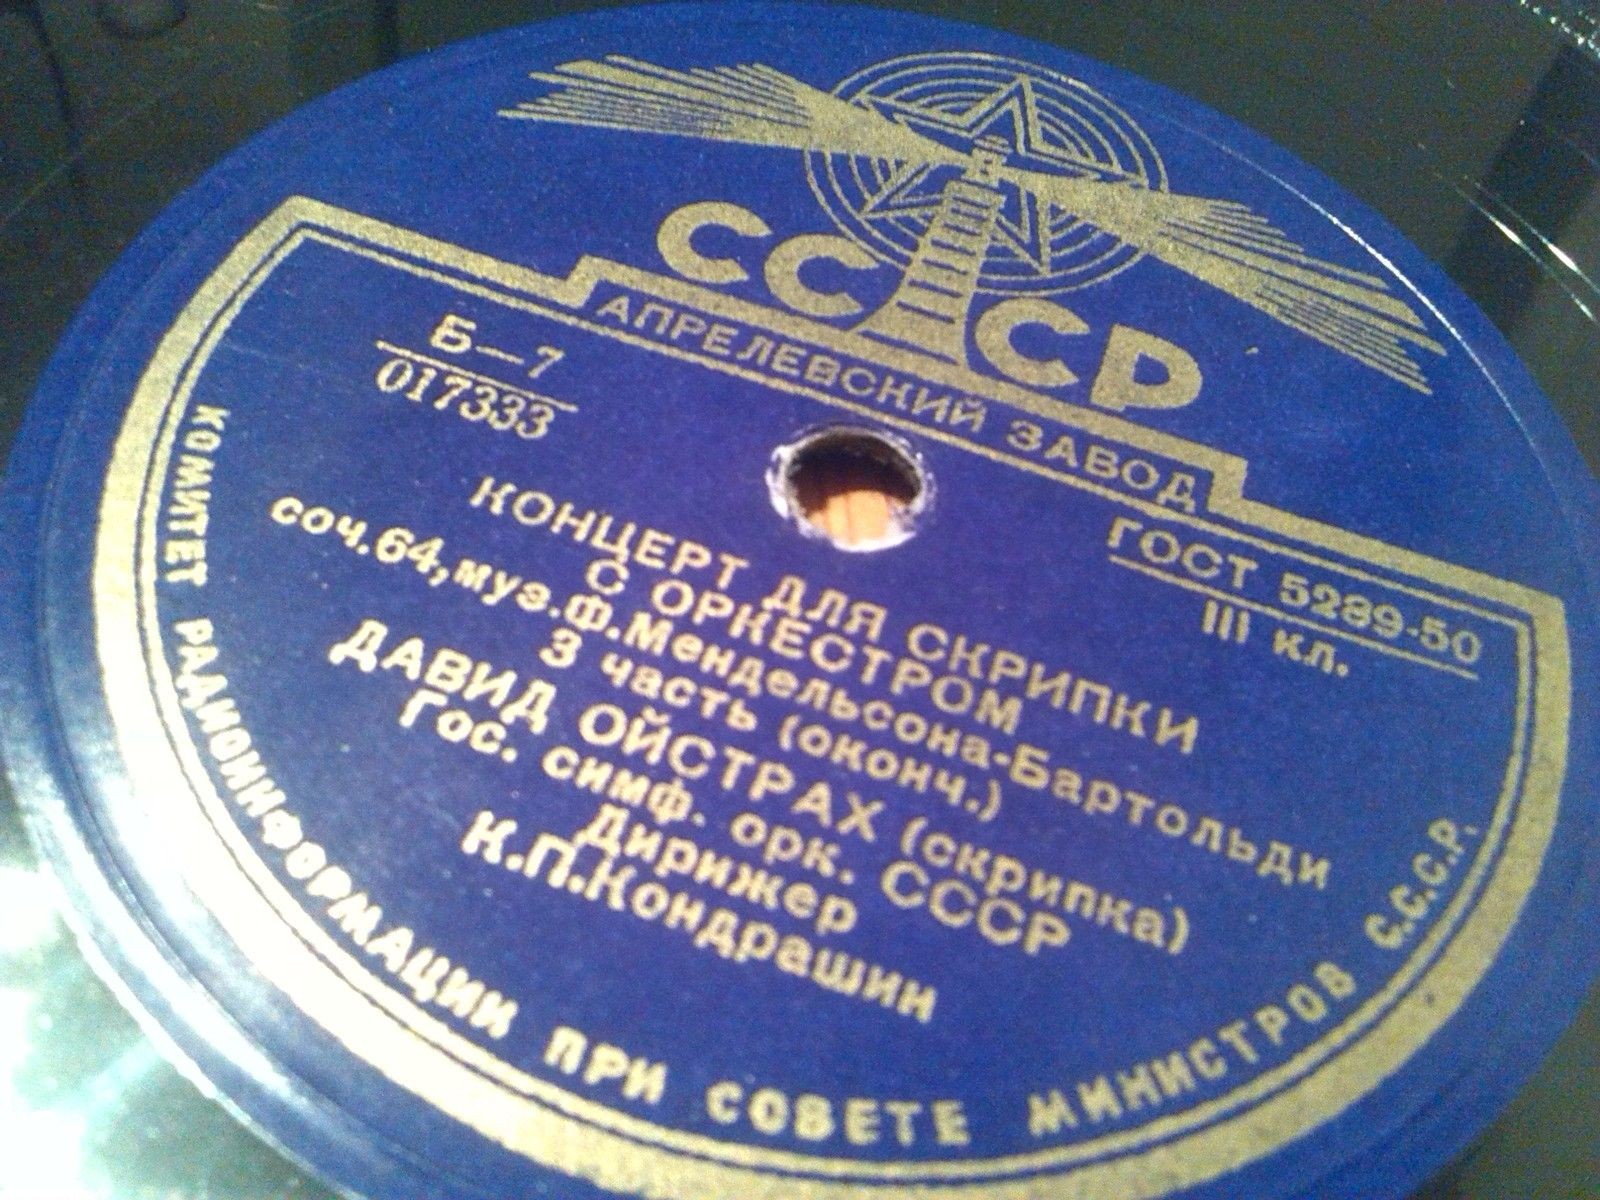 СССР
АПРЕЛЕВСКИЙ ЗАВОД
Б—7
017333
ГОСТ 5289-50
III кл.
КОНЦЕРТ ДЛЯ СКРИПКИ
С ОРКЕСТРОМ
соч.64,муз.Ф.Мендельсона-Бартольди
3 часть (оконч.)
ДАВИД ОЙСТРАХ (скрипка)
Гос. симф. орк. СССР
Дирижер
К.П.Кондрашин
КОМИТЕТ РАДИОИНФОРМАЦИИ ПРИ СОВЕТЕ МИНИСТРОВ С.С.С.Р.